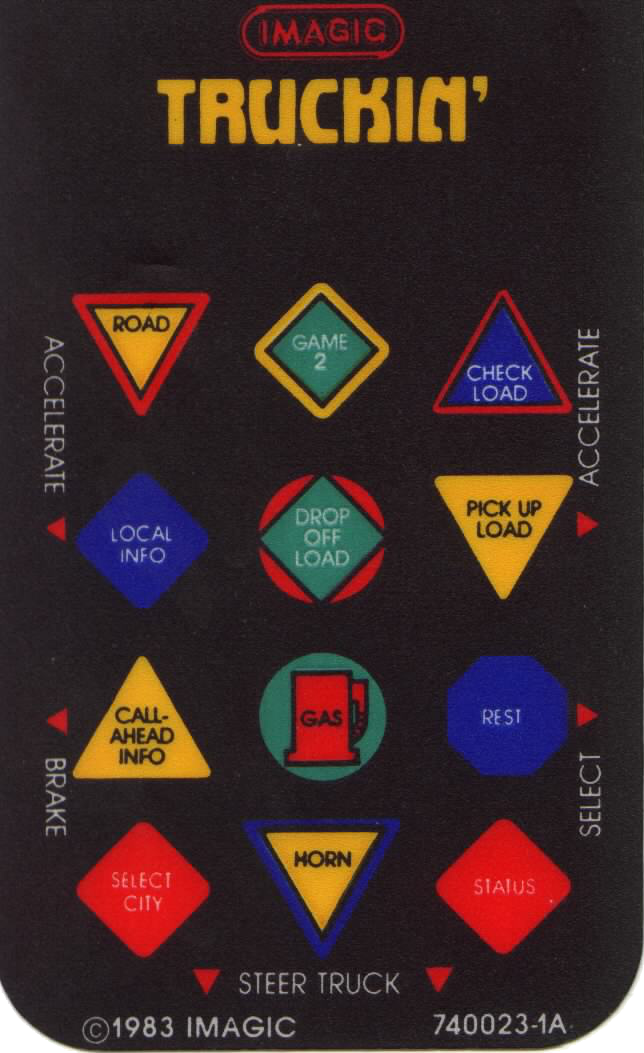 IMAGIC
TRUCKIN'
ROAD
GAME
2
CHECK
LOAD
ACCELERATE
ACCELERATE
LOCAL
INFO
DROP
OFF
LOAD
PICK UP
LOAD
CALL-
AHEAD
INFO
GAS
REST
BRAKE
SELECT
SELECT
CITY
HORN
STATUS
STEER TRUCK
©1983 IMAGIC
740023-1A